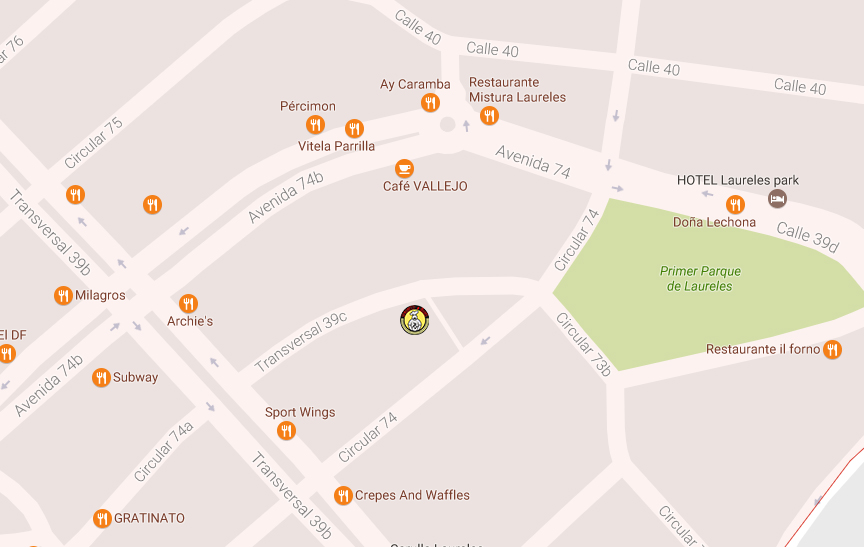 Calle 40
Calle 40
Calle 40
Calle 40
ar 76
Ay Caramba
Restaurante
Mistura Laureles
Pércimon
Vitela Parrilla
Circular 75
Avenida 74
Café VALLEJO
HOTEL Laureles park
Doña Lechona
Calle 39d
Avenida 74b
Transversal 39b
Circular 74
Primer Parque
de Laureles
Milagros
Archie's
El DF
Transversal 39c
Circular 73b
Restaurante il forno
Avenida 74b
Subway
Sport Wings
Circular 74
Circular 74a
Transversal 39b
Crepes And Waffles
GRATINATO
Circular